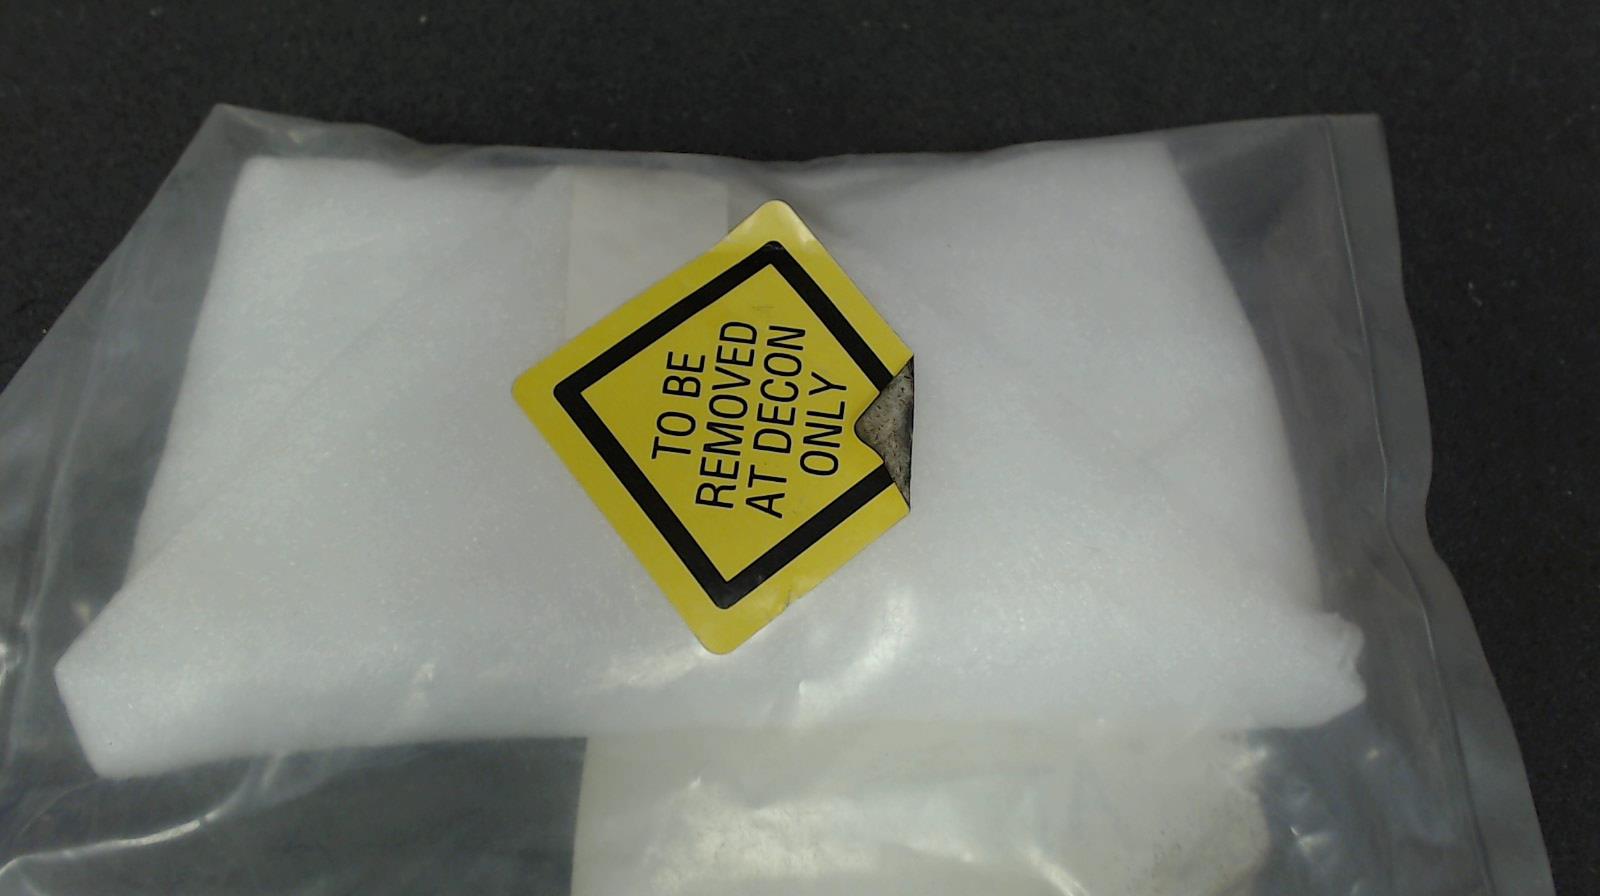 TO BE
REMOVED
AT DECON
ONLY